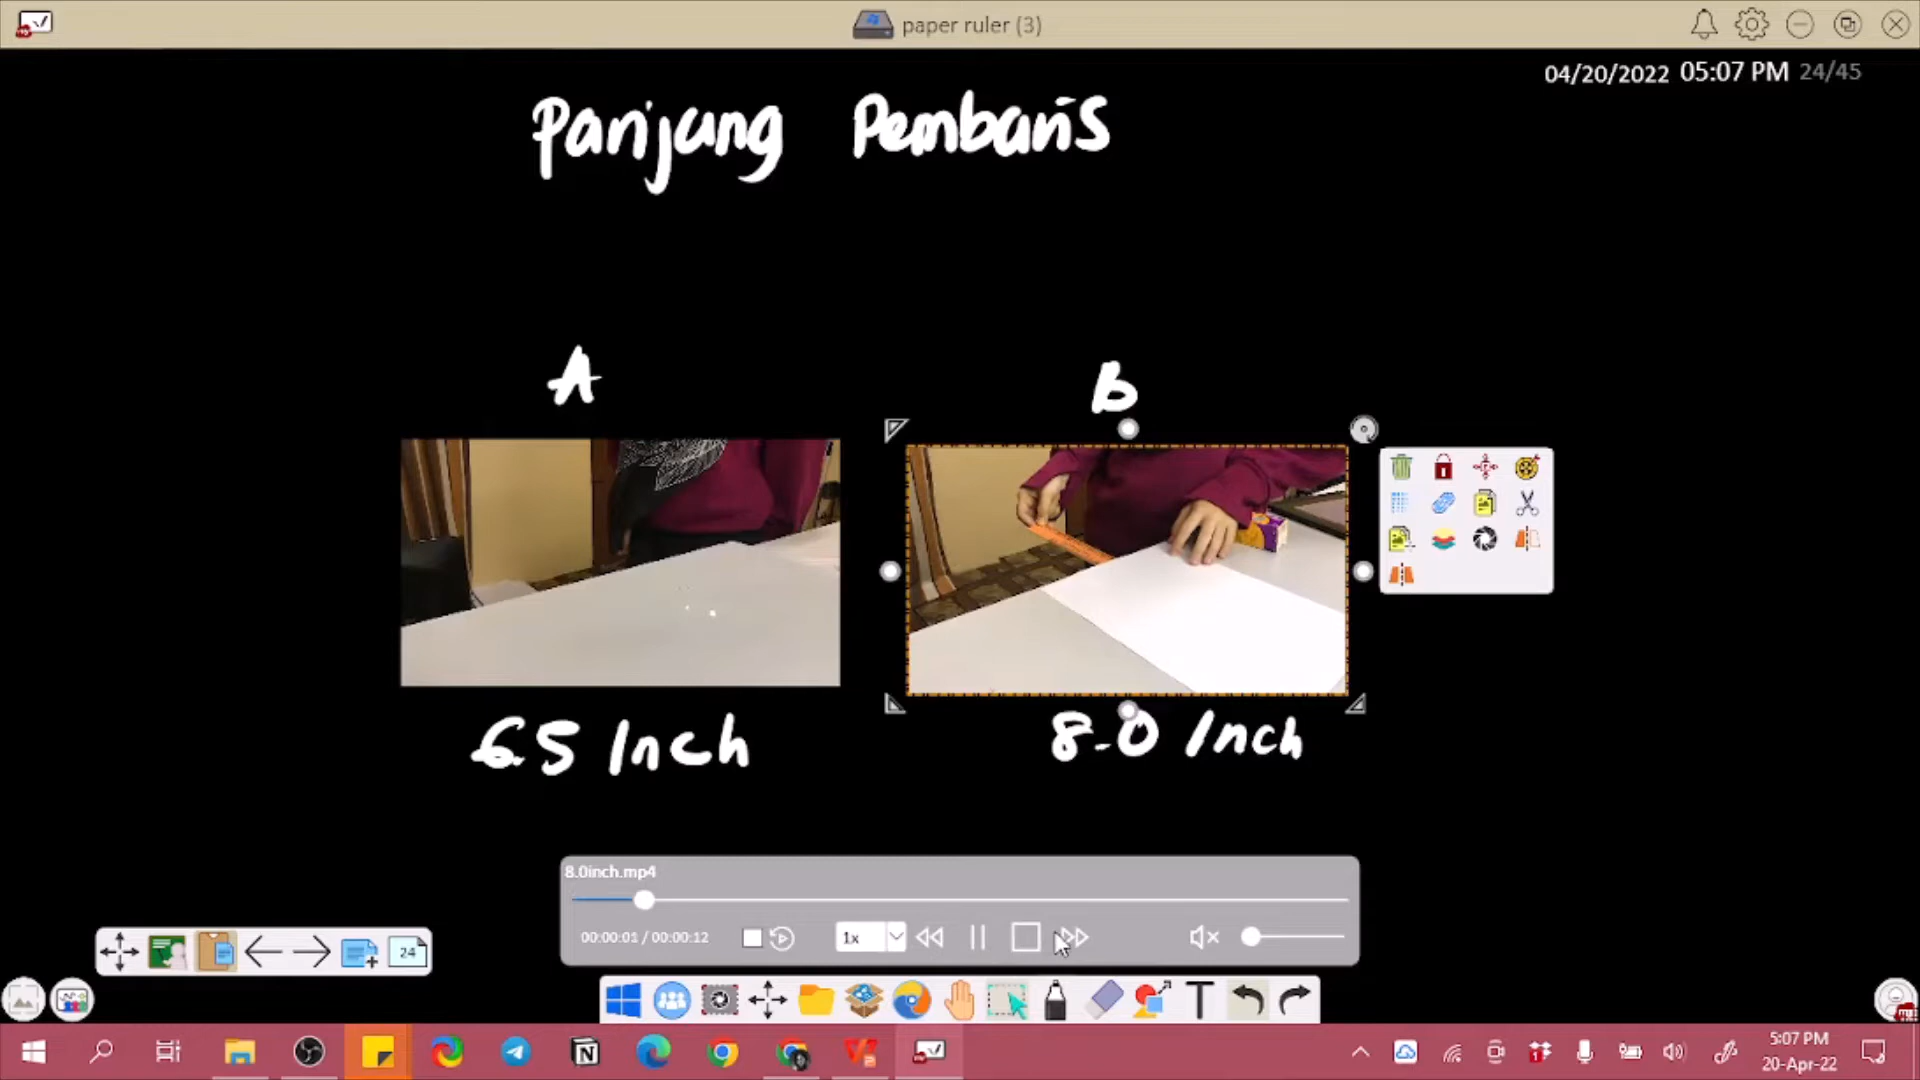 paper ruler (3)
04/20/2022 05:07 PM 24/45
Panjang Pembaris
A
B
6.5 Inch
8.0 Inch
8.0inch.mp4
00:00:01 / 00:00:12
1x
24
5:07 PM
20-Apr-22